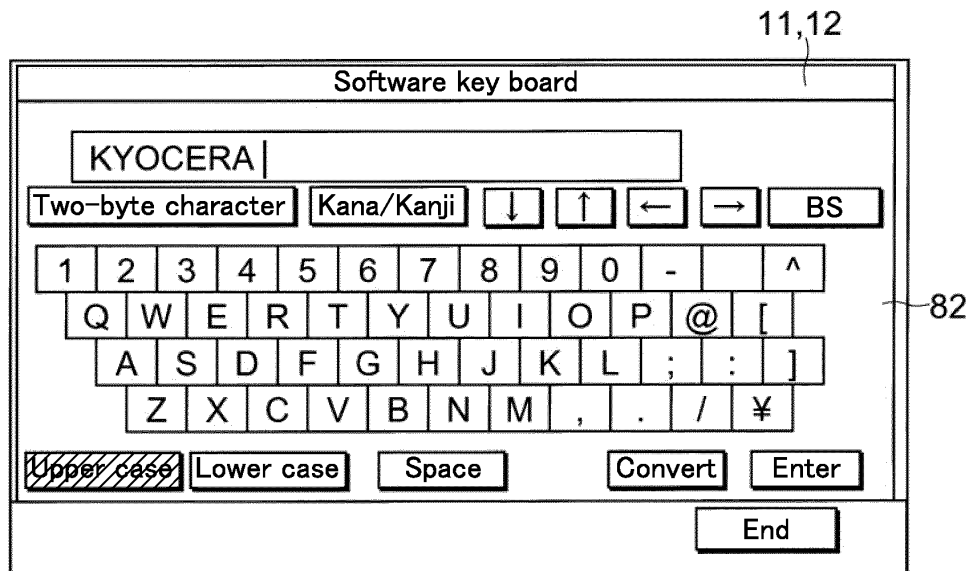 11,12
Software key board
KYOCERA
Two-byte character Kana/Kanji ↓ ↑ ← → BS
1 2 3 4 5 6 7 8 9 0 - ^
82
Q W E R T Y U I O P @ [
A S D F G H J K L ; : ]
Z X C V B N M , . / ¥
Upper case Lower case Space Convert Enter
End